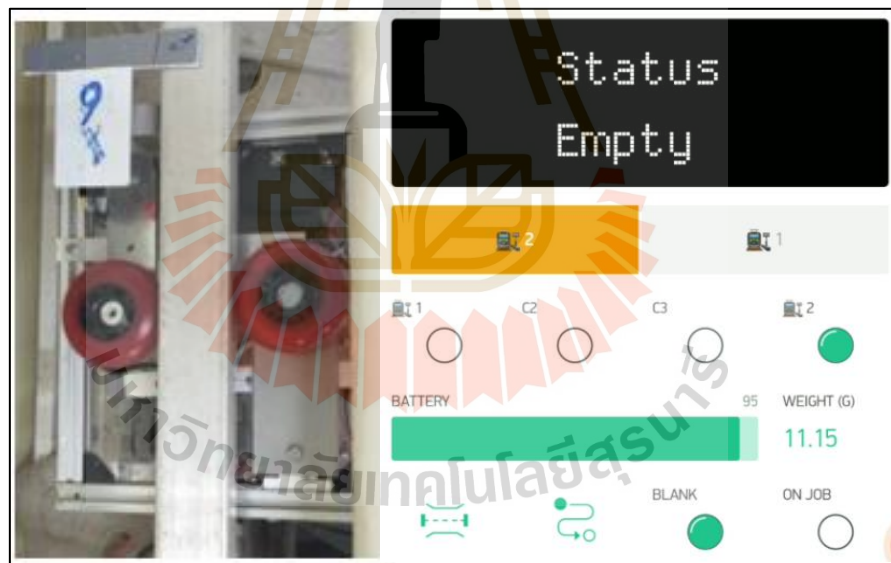 9
Status
Empty
2
1
1
C2
C3
2
BATTERY
95
WEIGHT (G)
11.15
BLANK
ON JOB
มหาวิทยาลัยเทคโนโลยีสุรนารี